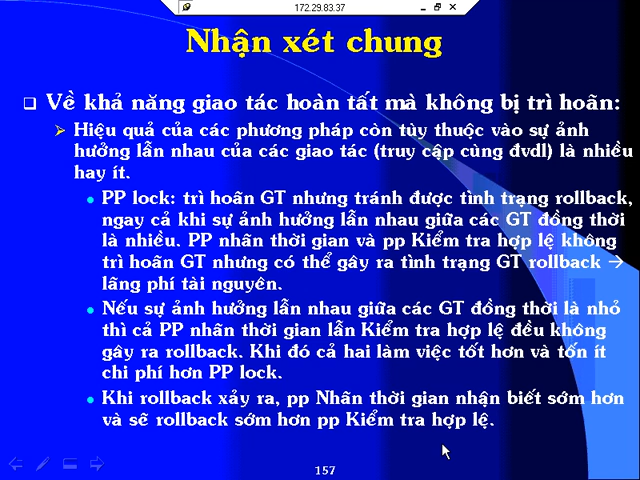 172.29.83.37
Nhận xét chung
Về khả năng giao tác hoàn tất mà không bị trì hoãn:
Hiệu quả của các phương pháp còn tùy thuộc vào sự ảnh
hưởng lẫn nhau của các giao tác (truy cập cùng đvdl) là nhiều
hay ít.
PP lock: trì hoãn GT nhưng tránh được tình trạng rollback,
ngay cả khi sự ảnh hưởng lẫn nhau giữa các GT đồng thời
là nhiều. PP nhãn thời gian và pp Kiểm tra hợp lệ không
trì hoãn GT nhưng có thể gây ra tình trạng GT rollback →
lãng phí tài nguyên.
Nếu sự ảnh hưởng lẫn nhau giữa các GT đồng thời là nhỏ
thì cả PP nhãn thời gian lẫn Kiểm tra hợp lệ đều không
gây ra rollback. Khi đó cả hai làm việc tốt hơn và tốn ít
chi phí hơn PP lock.
Khi rollback xảy ra, pp Nhãn thời gian nhận biết sớm hơn
và sẽ rollback sớm hơn pp Kiểm tra hợp lệ.
157